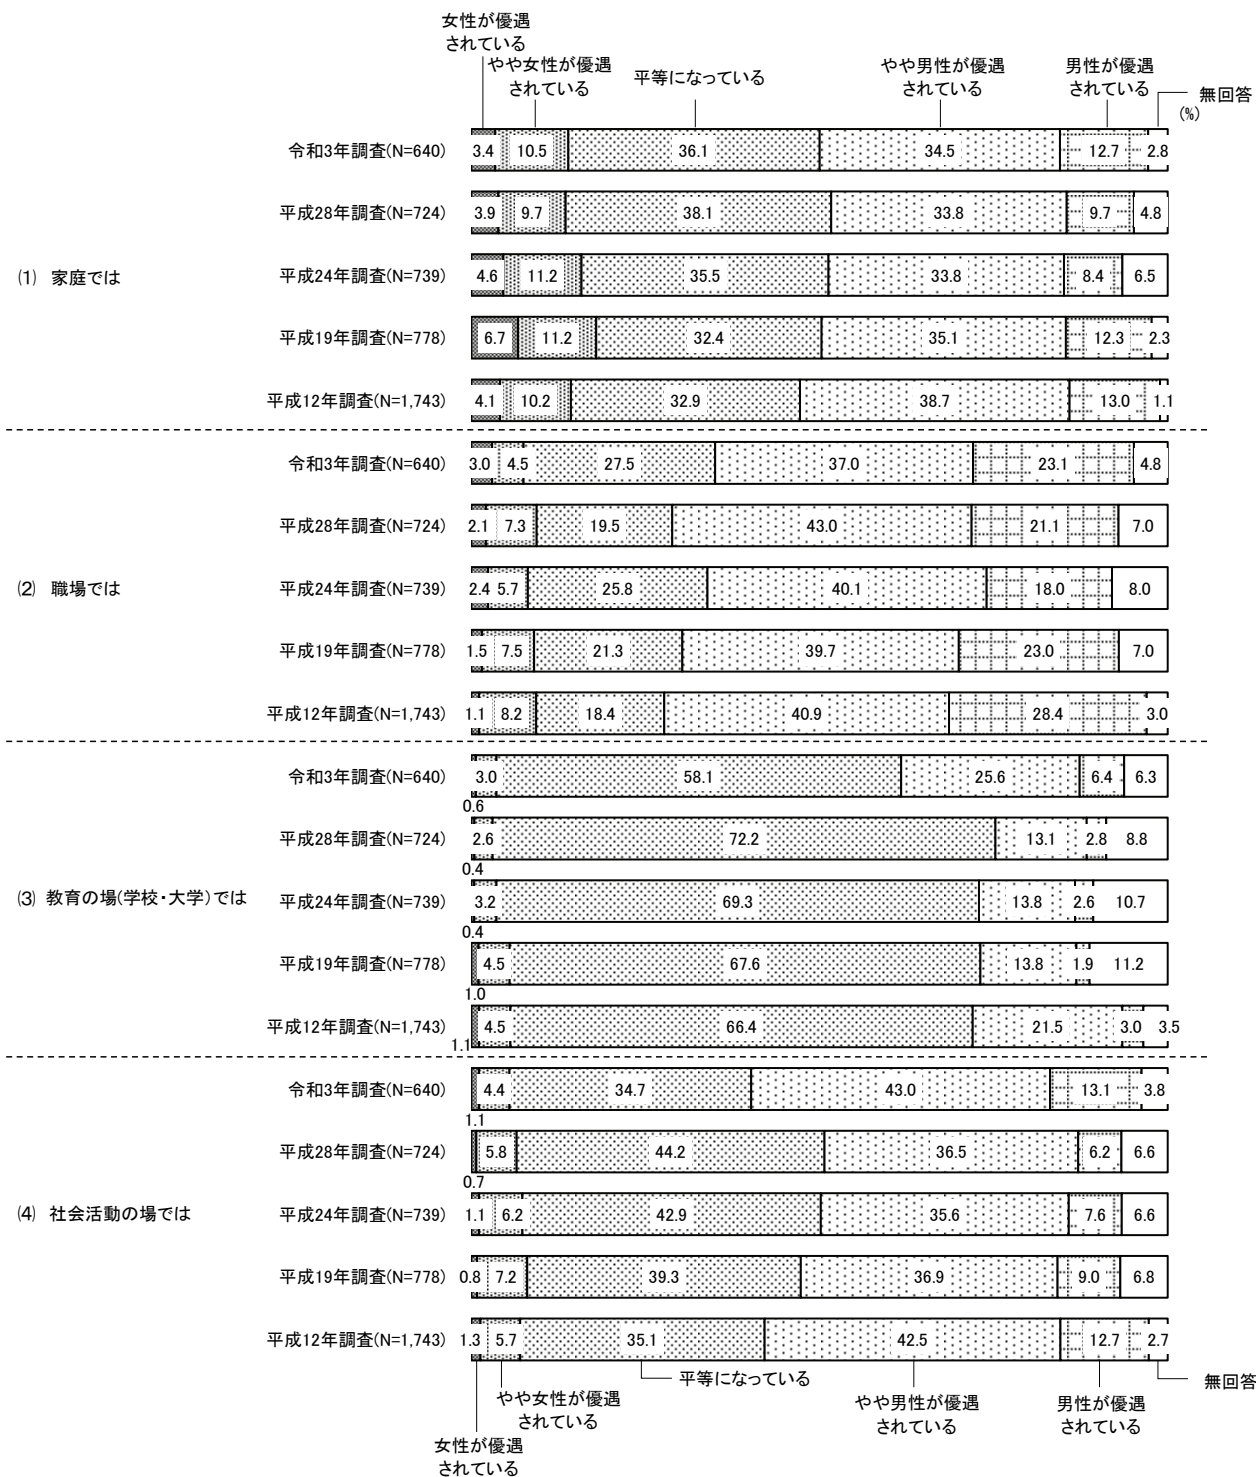 女性が優遇
されている
やや女性が優遇
されている
平等になっている
やや男性が優遇
されている
男性が優遇
されている
無回答
(%)
令和3年調査(N=640) 3.4 10.5 36.1 34.5 12.7 2.8
平成28年調査(N=724) 3.9 9.7 38.1 33.8 9.7 4.8
(1) 家庭では 平成24年調査(N=739) 4.6 11.2 35.5 33.8 8.4 6.5
平成19年調査(N=778) 6.7 11.2 32.4 35.1 12.3 2.3
平成12年調査(N=1,743) 4.1 10.2 32.9 38.7 13.0 1.1
令和3年調査(N=640) 3.0 4.5 27.5 37.0 23.1 4.8
平成28年調査(N=724) 2.1 7.3 19.5 43.0 21.1 7.0
(2) 職場では 平成24年調査(N=739) 2.4 5.7 25.8 40.1 18.0 8.0
平成19年調査(N=778) 1.5 7.5 21.3 39.7 23.0 7.0
平成12年調査(N=1,743) 1.1 8.2 18.4 40.9 28.4 3.0
令和3年調査(N=640) 3.0 58.1 25.6 6.4 6.3
0.6
平成28年調査(N=724) 2.6 72.2 13.1 2.8 8.8
0.4
(3) 教育の場(学校・大学)では 平成24年調査(N=739) 3.2 69.3 13.8 2.6 10.7
0.4
平成19年調査(N=778) 4.5 67.6 13.8 1.9 11.2
1.0
平成12年調査(N=1,743) 4.5 66.4 21.5 3.0 3.5
1.1
令和3年調査(N=640) 4.4 34.7 43.0 13.1 3.8
1.1
平成28年調査(N=724) 5.8 44.2 36.5 6.2 6.6
0.7
(4) 社会活動の場では 平成24年調査(N=739) 1.1 6.2 42.9 35.6 7.6 6.6
平成19年調査(N=778) 0.8 7.2 39.3 36.9 9.0 6.8
平成12年調査(N=1,743) 1.3 5.7 35.1 42.5 12.7 2.7
平等になっている
無回答
やや女性が優遇
されている
やや男性が優遇
されている
男性が優遇
されている
女性が優遇
されている